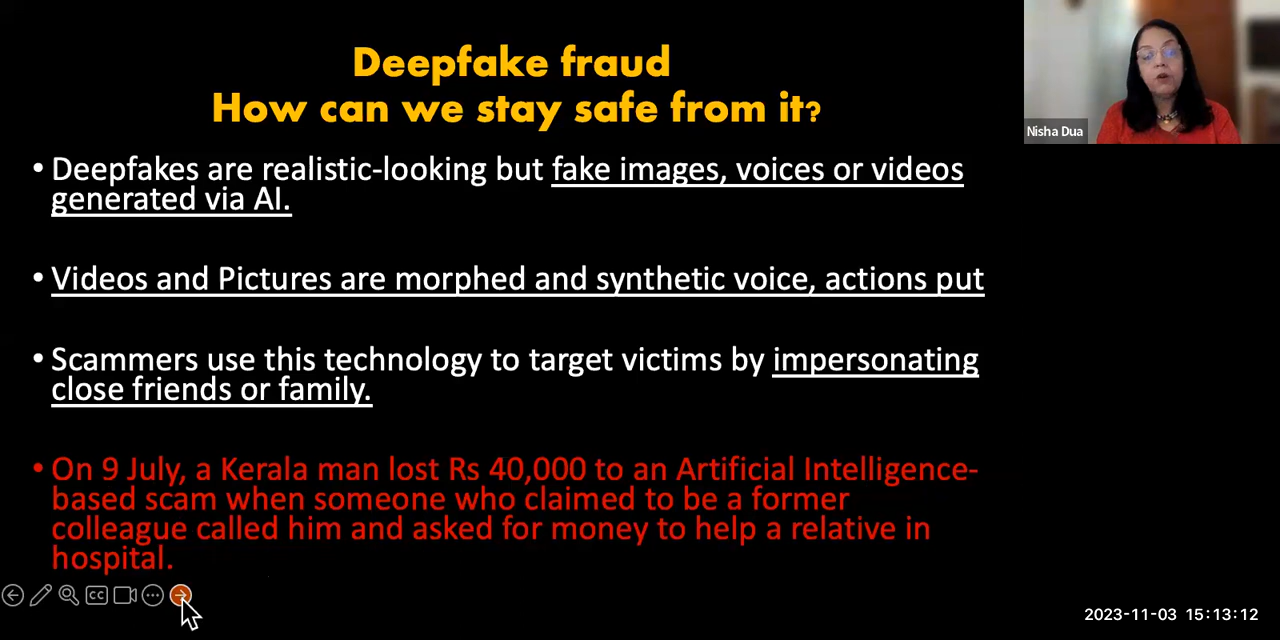 Deepfake fraud
How can we stay safe from it?
Nisha Dua
• Deepfakes are realistic-looking but fake images, voices or videos
generated via AI.
• Videos and Pictures are morphed and synthetic voice, actions put
• Scammers use this technology to target victims by impersonating
close friends or family.
• On 9 July, a Kerala man lost Rs 40,000 to an Artificial Intelligence-
based scam when someone who claimed to be a former
colleague called him and asked for money to help a relative in
hospital.
CC
2023-11-03 15:13:12